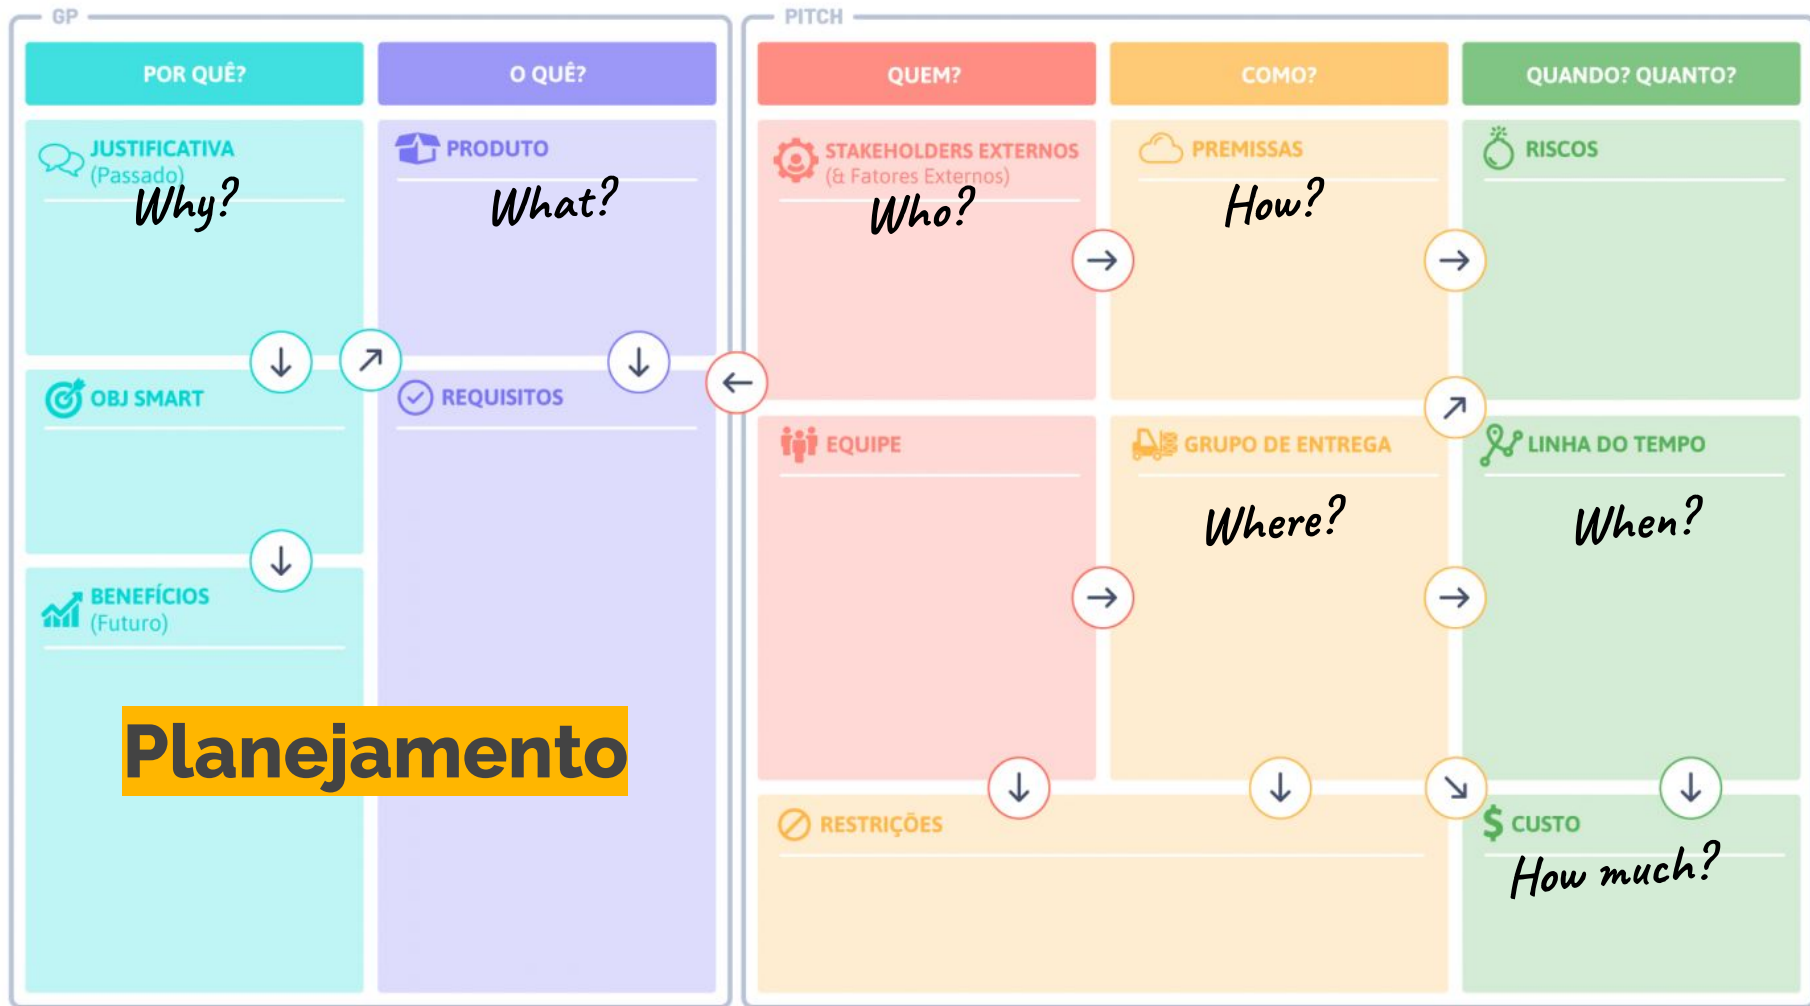 GP
PITCH
POR QUÊ?
O QUÊ?
QUEM?
COMO?
QUANDO? QUANTO?
JUSTIFICATIVA
(Passado)
Why?
PRODUTO
What?
STAKEHOLDERS EXTERNOS
(& Fatores Externos)
Who?
PREMISSAS
How?
RISCOS
OBJ SMART
REQUISITOS
EQUIPE
GRUPO DE ENTREGA
Where?
LINHA DO TEMPO
When?
BENEFÍCIOS
(Futuro)
Planejamento
RESTRIÇÕES
$ CUSTO
How much?